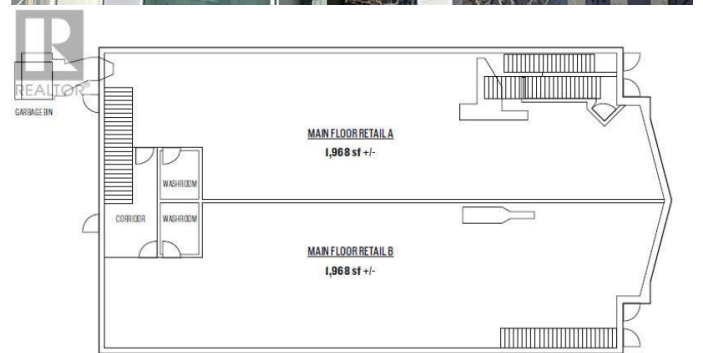 R
REALTOR®
GARBAGE BIN
MAIN FLOOR RETAIL A
1,968 sf +/-
WASHROOM
CORRIDOR
WASHROOM
MAIN FLOOR RETAIL B
1,968 sf +/-